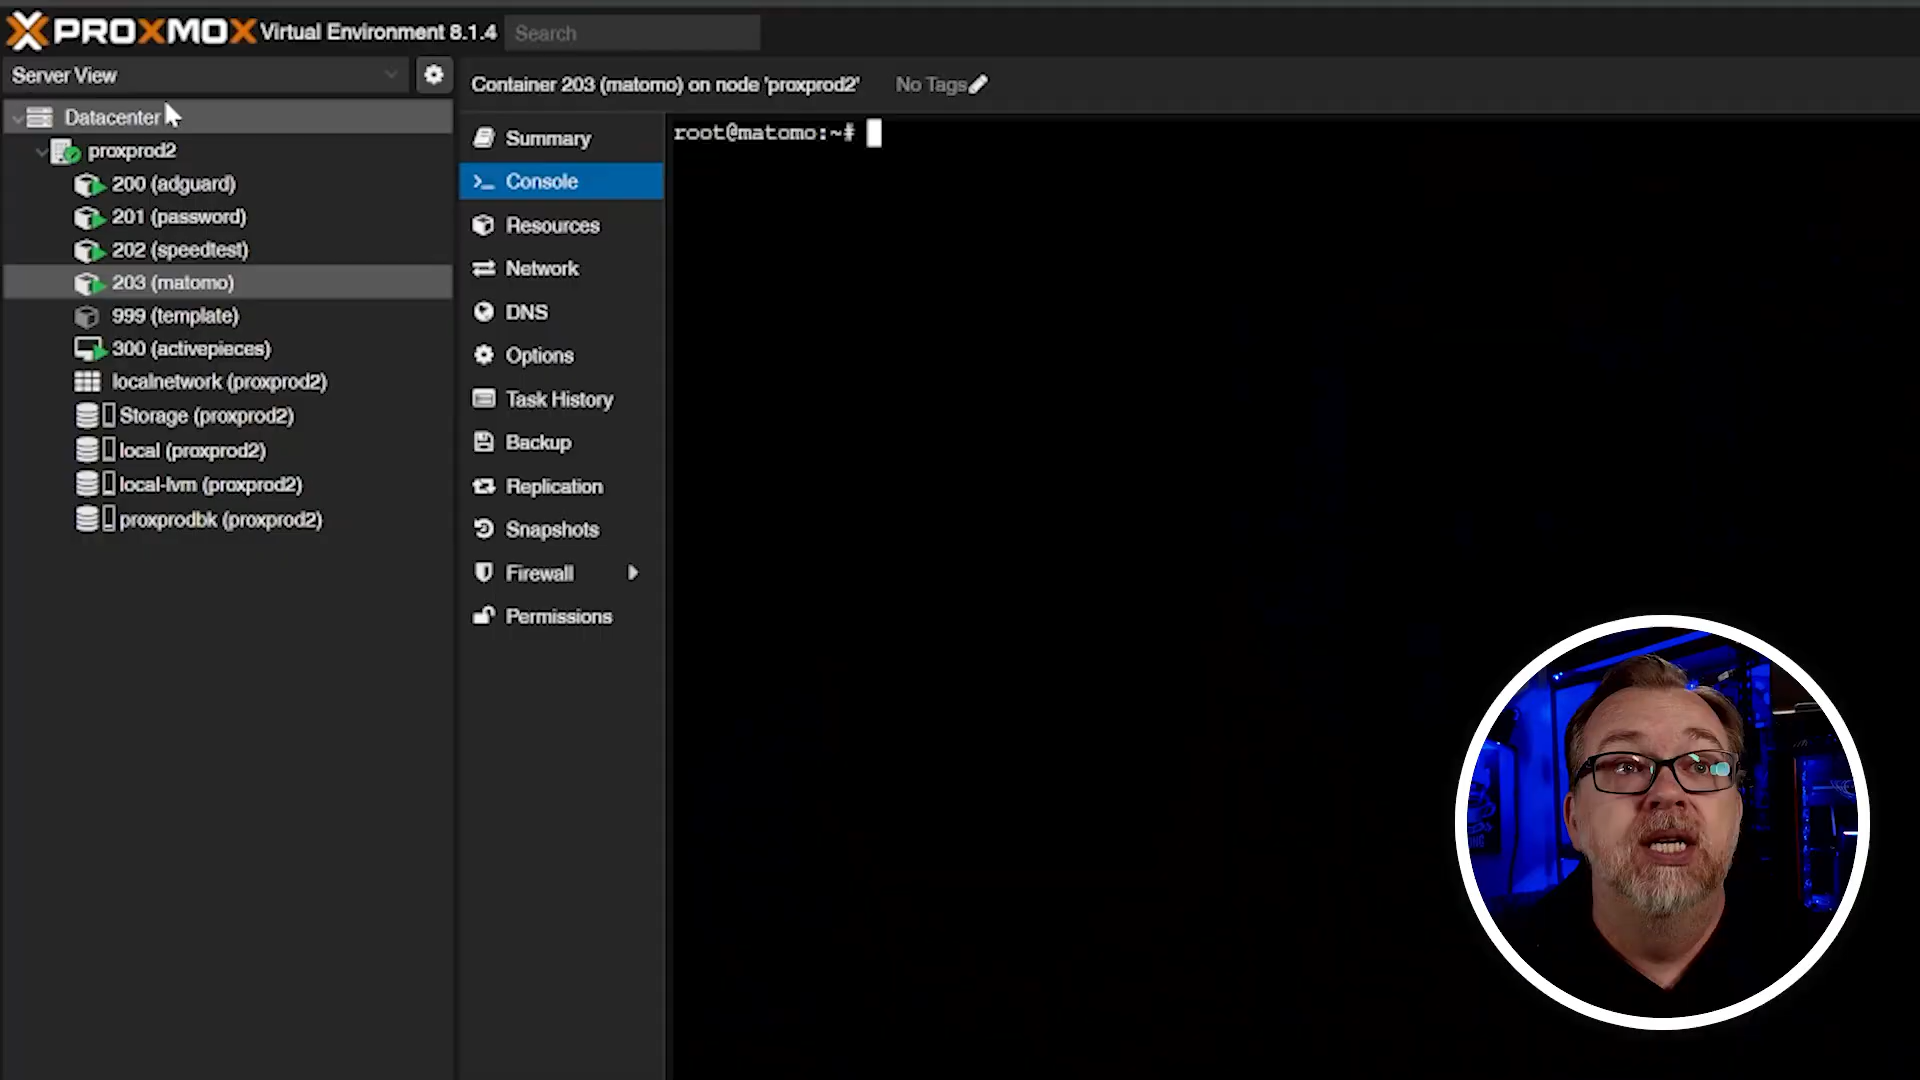 PROXMOX Virtual Environment 8.1.4 Search
Server View
Container 203 (matomo) on node 'proxprod2' No Tags
Datacenter
proxprod2
200 (adguard)
201 (password)
202 (speedtest)
203 (matomo)
999 (template)
300 (activepieces)
localnetwork (proxprod2)
Storage (proxprod2)
local (proxprod2)
local-lvm (proxprod2)
proxprodbk (proxprod2)
Summary
>_ Console
Resources
Network
DNS
Options
Task History
Backup
Replication
Snapshots
Firewall
Permissions
root@matomo:~#